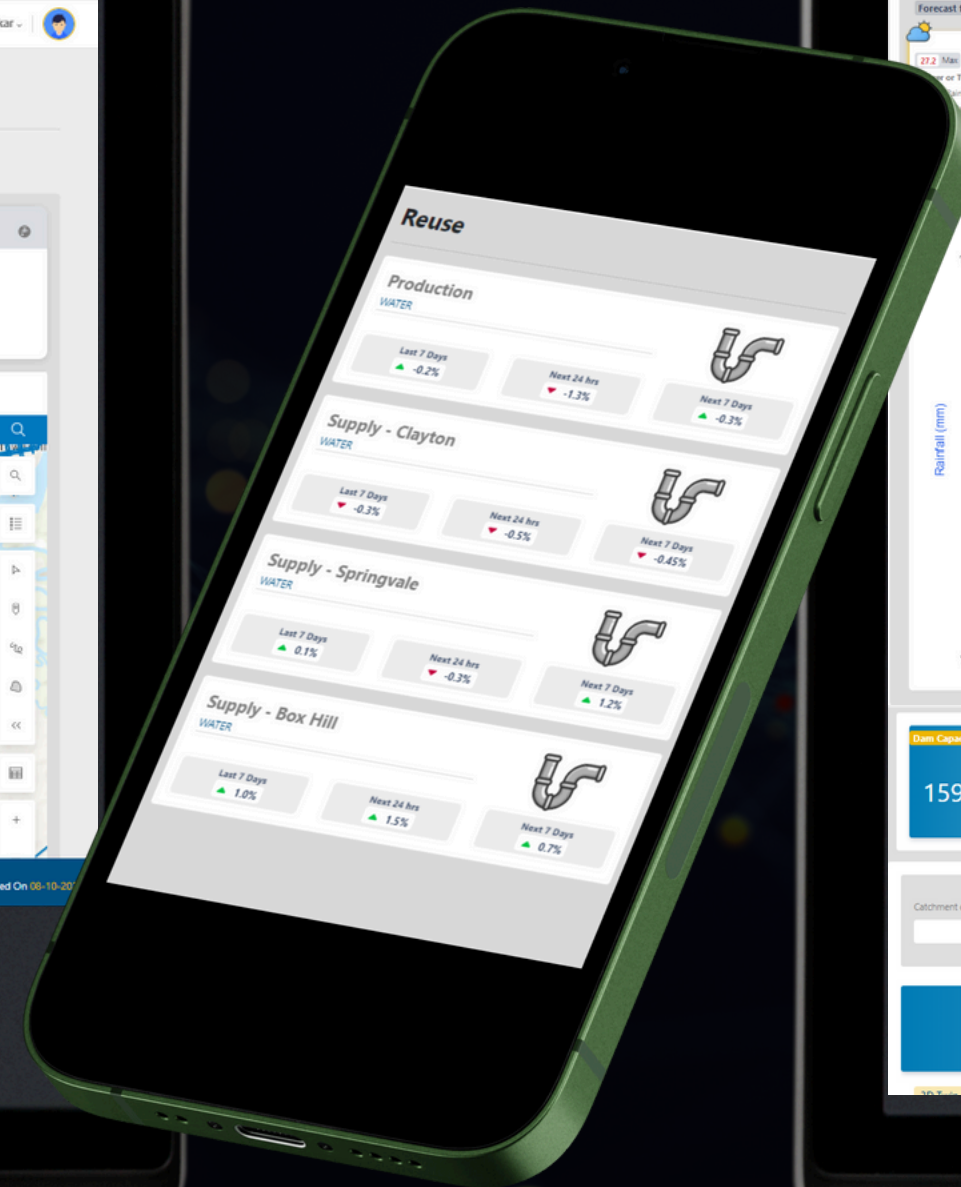 kar
Reuse
Production
WATER
Last 7 Days
-0.2%
Next 24 hrs
-1.3%
Next 7 Days
-0.3%
Supply - Clayton
WATER
Last 7 Days
-0.3%
Next 24 hrs
-0.5%
Next 7 Days
-0.45%
Supply - Springvale
WATER
Last 7 Days
0.1%
Next 24 hrs
-0.3%
Next 7 Days
1.2%
Supply - Box Hill
WATER
Last 7 Days
1.0%
Next 24 hrs
1.5%
Next 7 Days
0.7%
ed On 08-10-20
Forecast
27.2 Max
or T
Rainfall (mm)
Dam Capa
159
Catchment